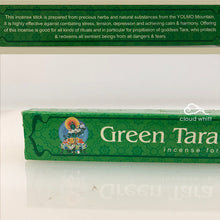 This incense stick is prepared from precious herbs and natural substances from the YOLMO Mountain.
It is highly effective against combating stress, tension, depression and achieving calm & harmony. Offering
of this incense is good for all kinds of rituals and in particular for propitiation of goddess Tara, who protects
& redeems all sentient beings from all dangers & fears.
cloud whiff
Green Tara
incense for